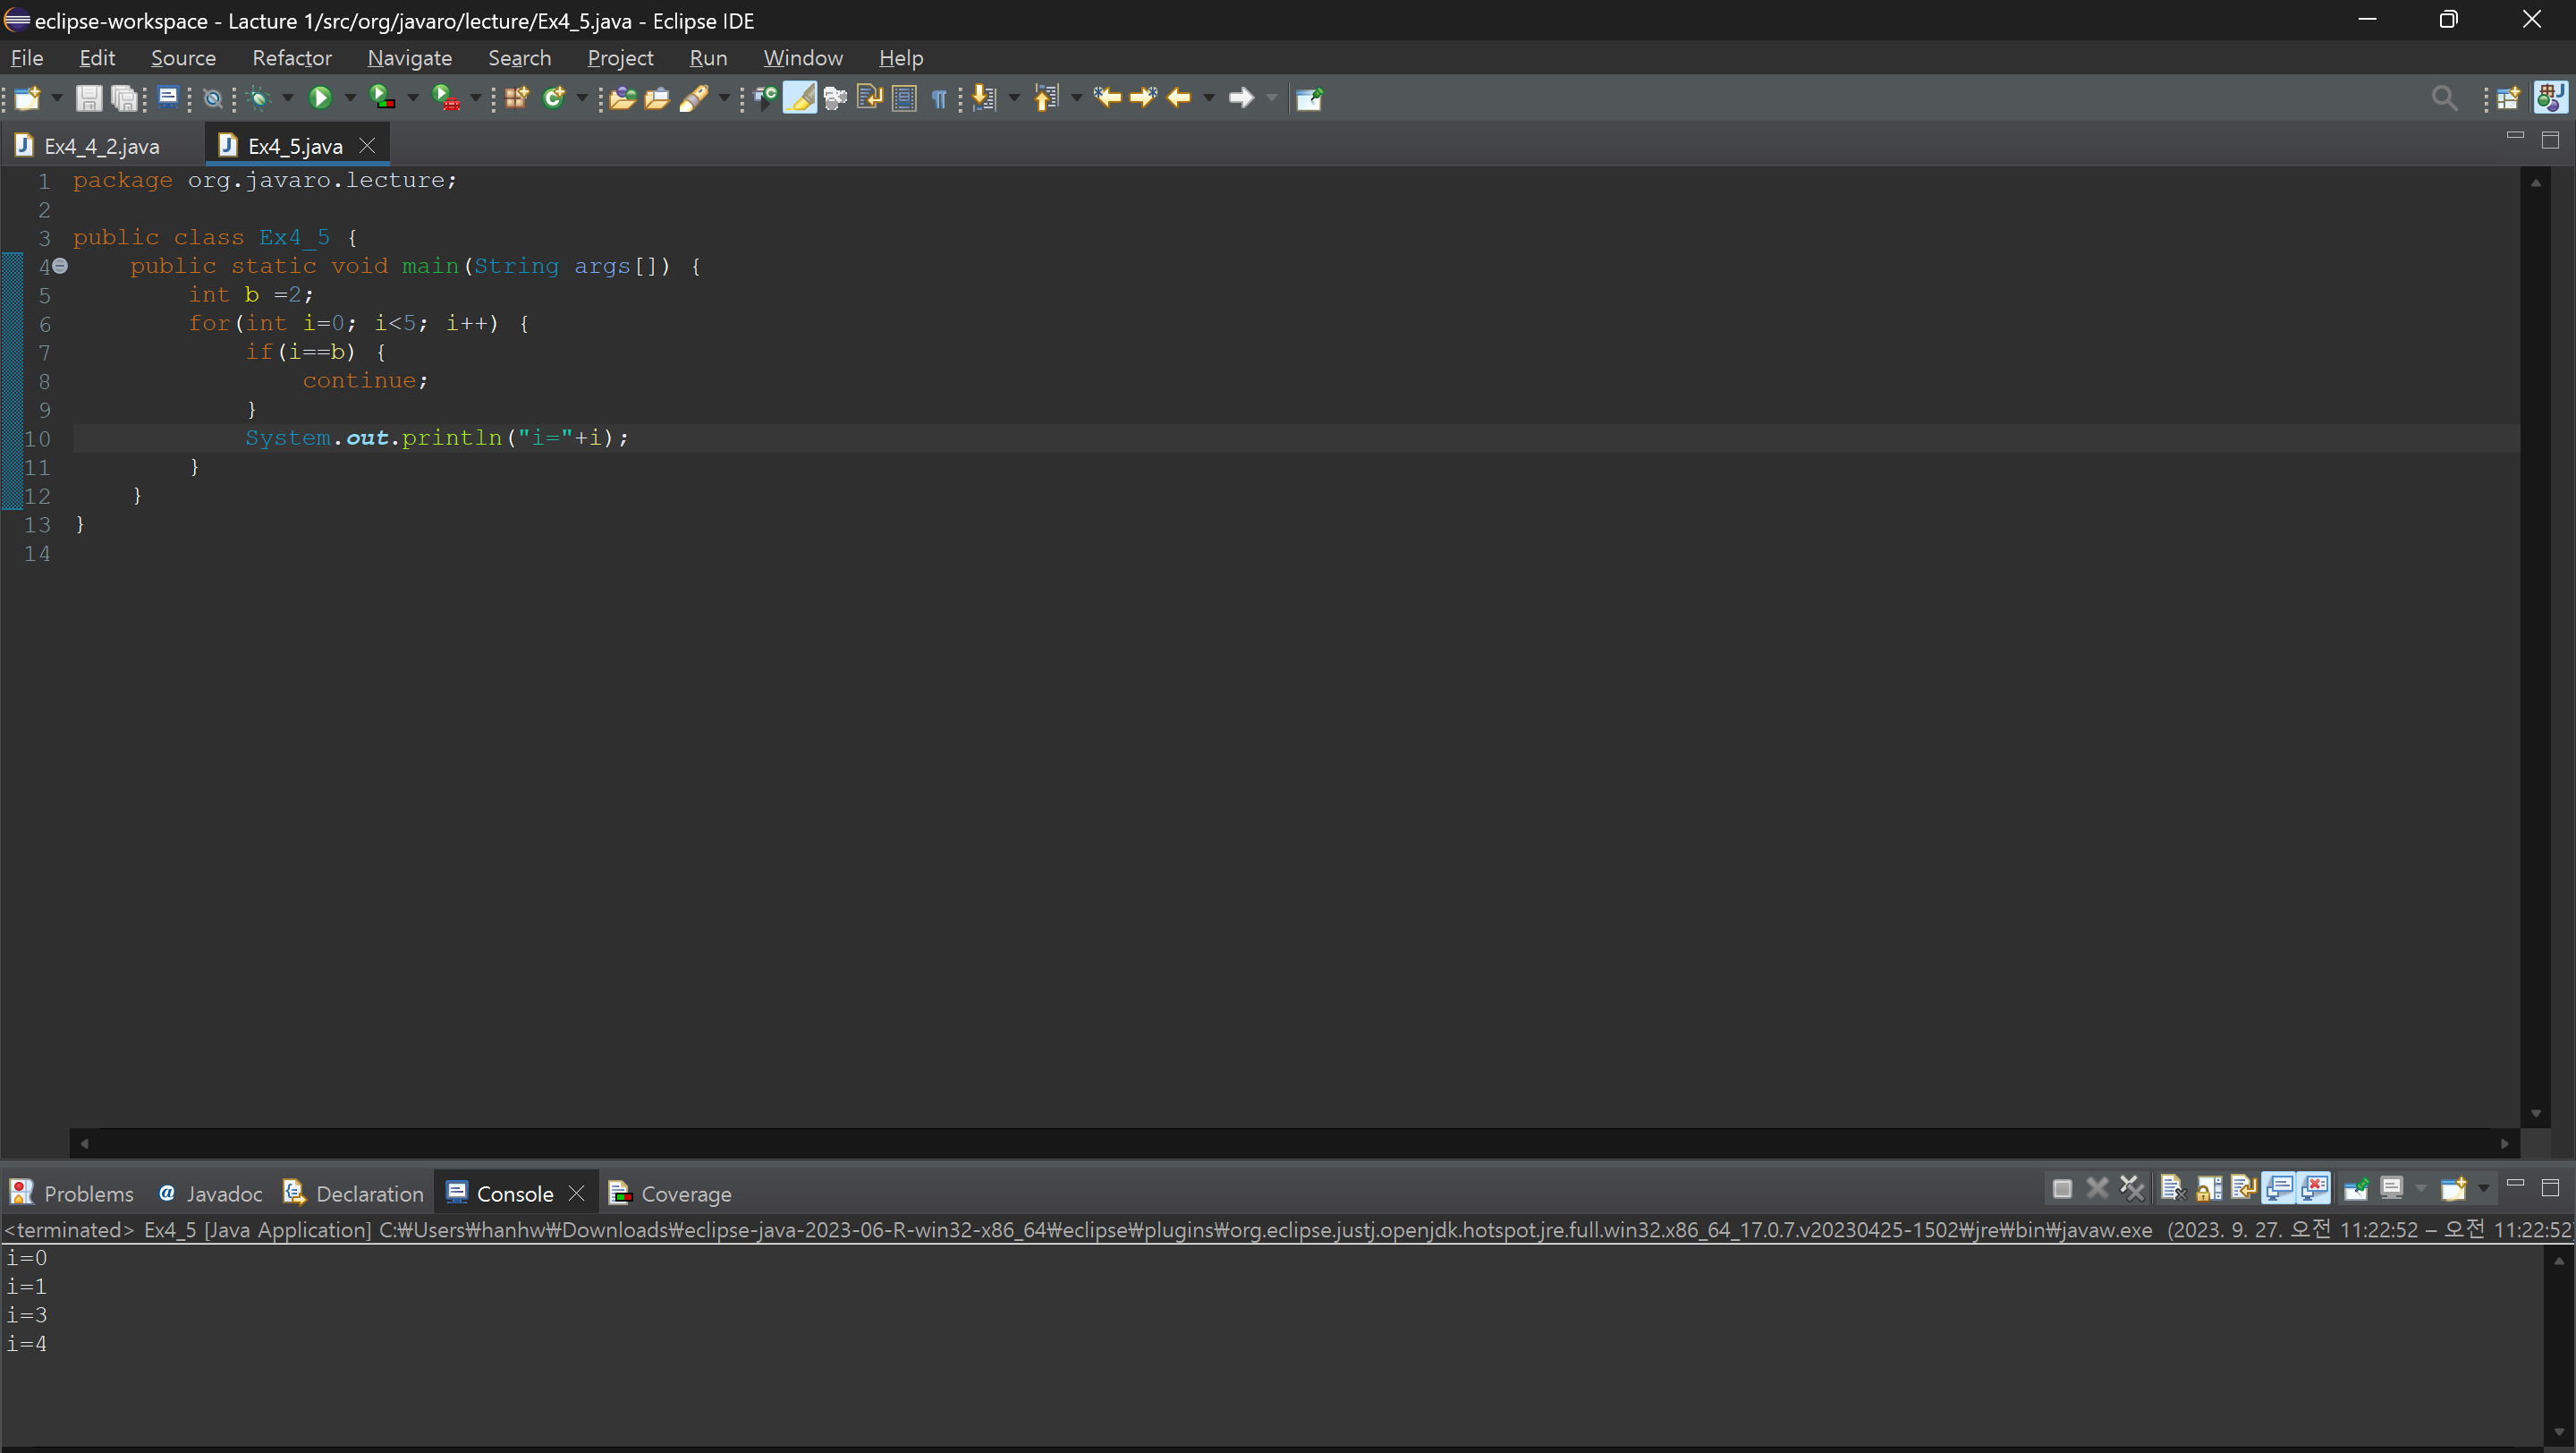 eclipse-workspace - Lacture 1/src/org/javaro/lecture/Ex4_5.java - Eclipse IDE
File Edit Source Refactor Navigate Search Project Run Window Help
Ex4_4_2.java Ex4_5.java
1 package org.javaro.lecture;
2
3 public class Ex4_5 {
4 public static void main(String args[]) {
5 int b =2;
6 for(int i=0; i<5; i++) {
7 if(i==b) {
8 continue;
9 }
10 System.out.println("i="+i);
11 }
12 }
13 }
14
Problems @ Javadoc Declaration Console Coverage
<terminated> Ex4_5 [Java Application] C:₩Users₩hanhw₩Downloads₩eclipse-java-2023-06-R-win32-x86_64₩eclipse₩plugins₩org.eclipse.justj.openjdk.hotspot.jre.full.win32.x86_64_17.0.7.v20230425-1502₩jre₩bin₩javaw.exe (2023. 9. 27. 오전 11:22:52 – 오전 11:22:52)
i=0
i=1
i=3
i=4